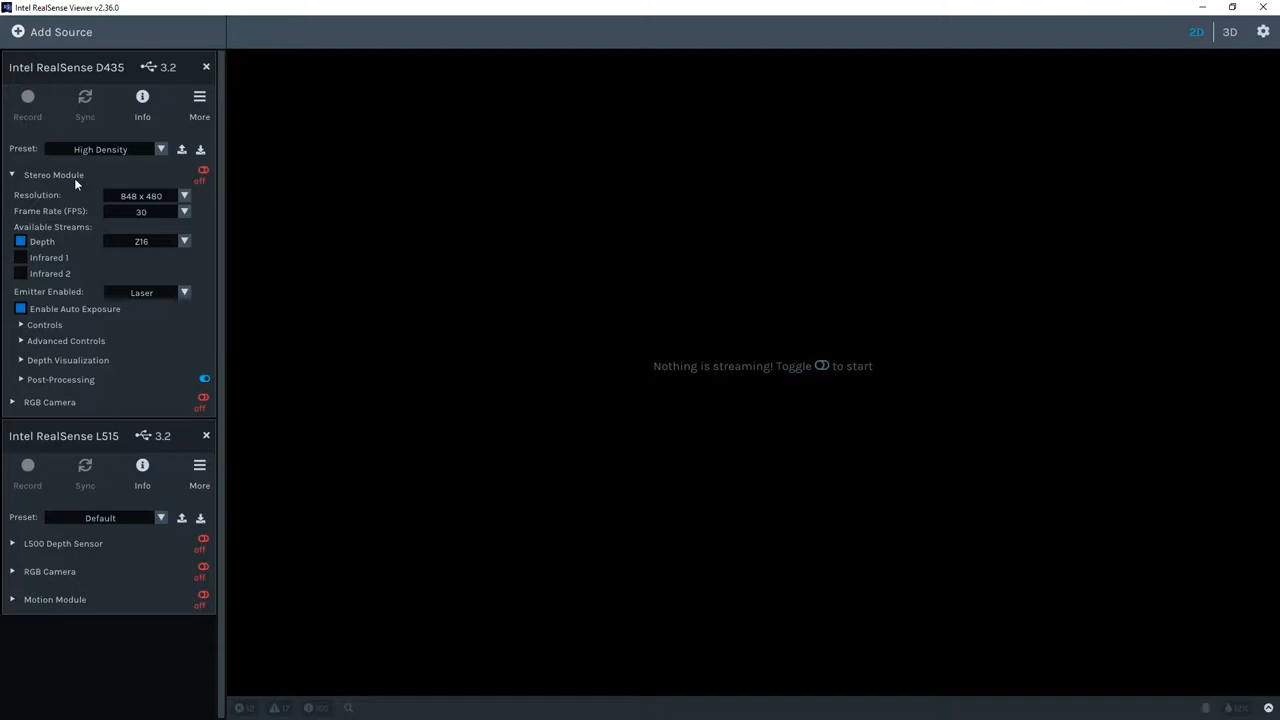 Intel RealSense Viewer v2.36.0
Add Source
2D | 3D
Intel RealSense D435 3.2
Record Sync Info More
Preset: High Density
Stereo Module off
Resolution: 848 x 480
Frame Rate (FPS): 30
Available Streams:
Depth Z16
Infrared 1
Infrared 2
Emitter Enabled: Laser
Enable Auto Exposure
Controls
Advanced Controls
Depth Visualization
Post-Processing
RGB Camera off
Nothing is streaming! Toggle to start
Intel RealSense L515 3.2
Record Sync Info More
Preset: Default
L500 Depth Sensor off
RGB Camera off
Motion Module off